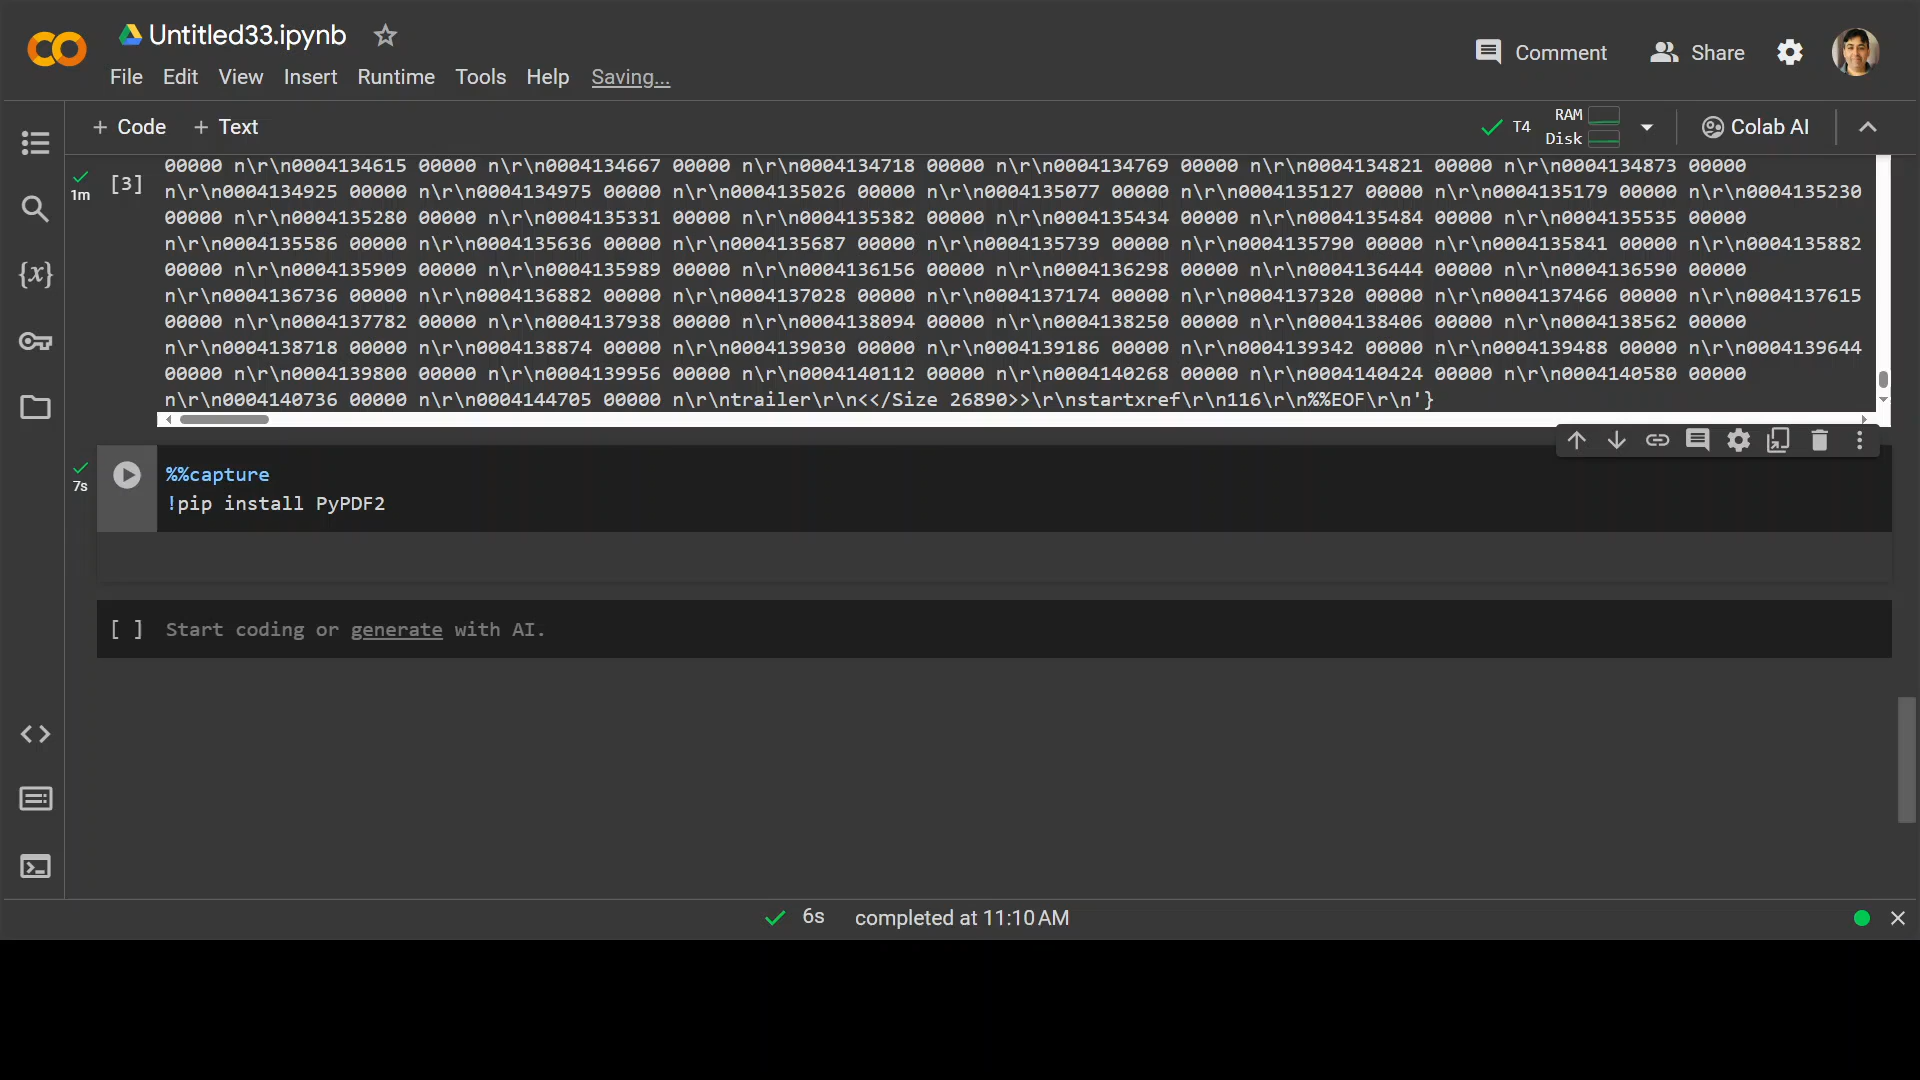 Untitled33.ipynb
File Edit View Insert Runtime Tools Help Saving...
Comment Share
+ Code + Text
T4 RAM Disk Colab AI
1m [3]
00000 n\r\n0004134615 00000 n\r\n0004134667 00000 n\r\n0004134718 00000 n\r\n0004134769 00000 n\r\n0004134821 00000 n\r\n0004134873 00000
n\r\n0004134925 00000 n\r\n0004134975 00000 n\r\n0004135026 00000 n\r\n0004135077 00000 n\r\n0004135127 00000 n\r\n0004135179 00000 n\r\n0004135230
00000 n\r\n0004135280 00000 n\r\n0004135331 00000 n\r\n0004135382 00000 n\r\n0004135434 00000 n\r\n0004135484 00000 n\r\n0004135535 00000
n\r\n0004135586 00000 n\r\n0004135636 00000 n\r\n0004135687 00000 n\r\n0004135739 00000 n\r\n0004135790 00000 n\r\n0004135841 00000 n\r\n0004135882
00000 n\r\n0004135909 00000 n\r\n0004135989 00000 n\r\n0004136156 00000 n\r\n0004136298 00000 n\r\n0004136444 00000 n\r\n0004136590 00000
n\r\n0004136736 00000 n\r\n0004136882 00000 n\r\n0004137028 00000 n\r\n0004137174 00000 n\r\n0004137320 00000 n\r\n0004137466 00000 n\r\n0004137615
00000 n\r\n0004137782 00000 n\r\n0004137938 00000 n\r\n0004138094 00000 n\r\n0004138250 00000 n\r\n0004138406 00000 n\r\n0004138562 00000
n\r\n0004138718 00000 n\r\n0004138874 00000 n\r\n0004139030 00000 n\r\n0004139186 00000 n\r\n0004139342 00000 n\r\n0004139488 00000 n\r\n0004139644
00000 n\r\n0004139800 00000 n\r\n0004139956 00000 n\r\n0004140112 00000 n\r\n0004140268 00000 n\r\n0004140424 00000 n\r\n0004140580 00000
n\r\n0004140736 00000 n\r\n0004144705 00000 n\r\ntrailer\r\n<</Size 26890>>\r\nstartxref\r\n116\r\n%%EOF\r\n'}
7s
%%capture
!pip install PyPDF2
[ ] Start coding or generate with AI.
6s completed at 11:10 AM